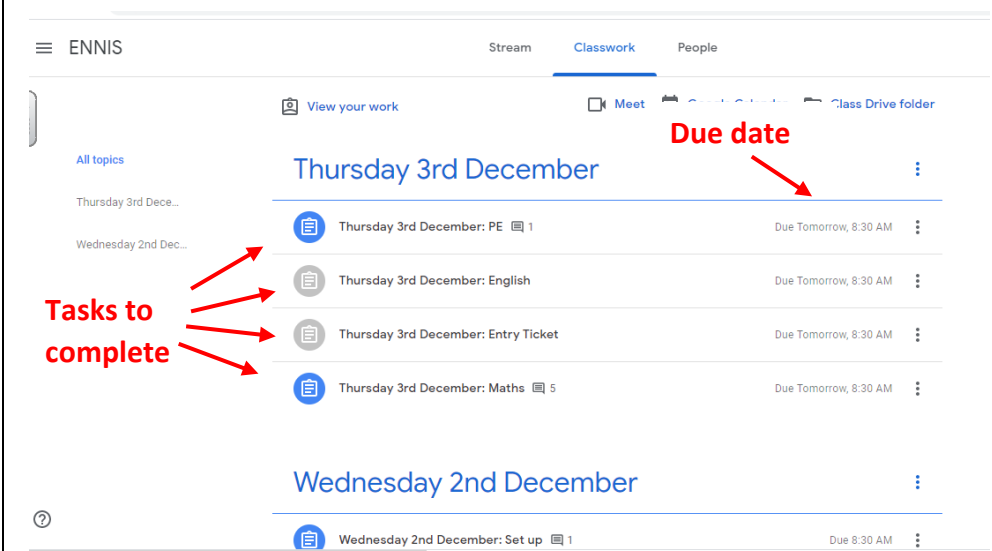 ENNIS
Stream Classwork People
View your work Meet Class Drive folder
Due date
All topics
Thursday 3rd December
Thursday 3rd Dece...
Thursday 3rd December: PE 1 Due Tomorrow, 8:30 AM
Wednesday 2nd Dec...
Thursday 3rd December: English Due Tomorrow, 8:30 AM
Tasks to
complete
Thursday 3rd December: Entry Ticket Due Tomorrow, 8:30 AM
Thursday 3rd December: Maths 5 Due Tomorrow, 8:30 AM
Wednesday 2nd December
Wednesday 2nd December: Set up 1 Due 8:30 AM